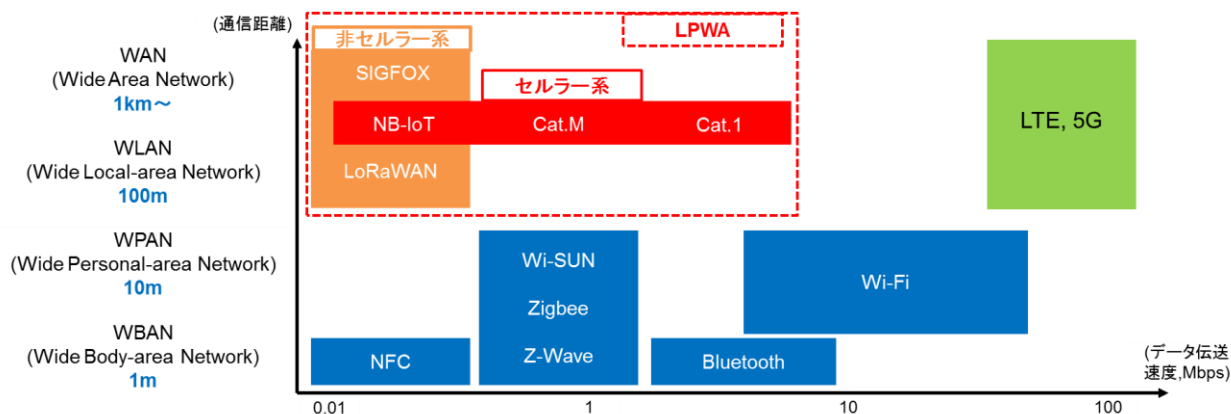 (通信距離)
WAN
(Wide Area Network)
1km～
WLAN
(Wide Local-area Network)
100m
WPAN
(Wide Personal-area Network)
10m
WBAN
(Wide Body-area Network)
1m
非セルラー系
SIGFOX
LPWA
セルラー系
NB-IoT
Cat.M
Cat.1
LoRaWAN
LTE, 5G
Wi-SUN
Zigbee
Z-Wave
Wi-Fi
NFC
Bluetooth
(データ伝送
速度,Mbps)
0.01
1
10
100